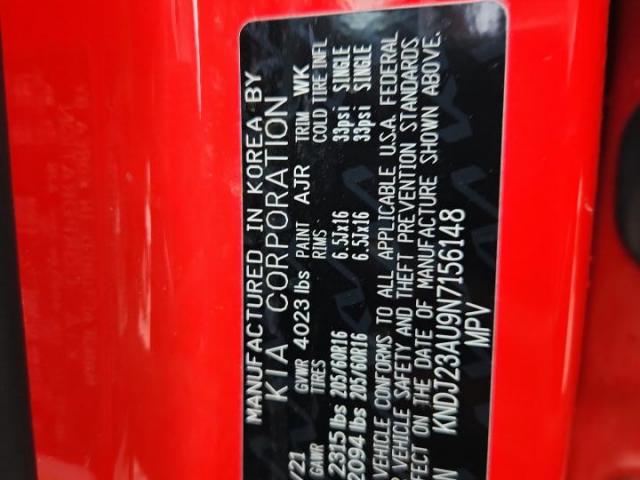 MANUFACTURED IN KOREA BY
KIA CORPORATION
/21 GVWR 4023 lbs PAINT AJR TRIM WK
GAWR TIRES RIMS COLD TIRE INFL
2315 lbs 205/60R16 6.5Jx16 33psi SINGLE
2094 lbs 205/60R16 6.5Jx16 33psi SINGLE
VEHICLE CONFORMS TO ALL APPLICABLE U.S.A. FEDERAL
VEHICLE SAFETY AND THEFT PREVENTION STANDARDS
FECT ON THE DATE OF MANUFACTURE SHOWN ABOVE.
N KNDJ23AU9N7156148
MPV